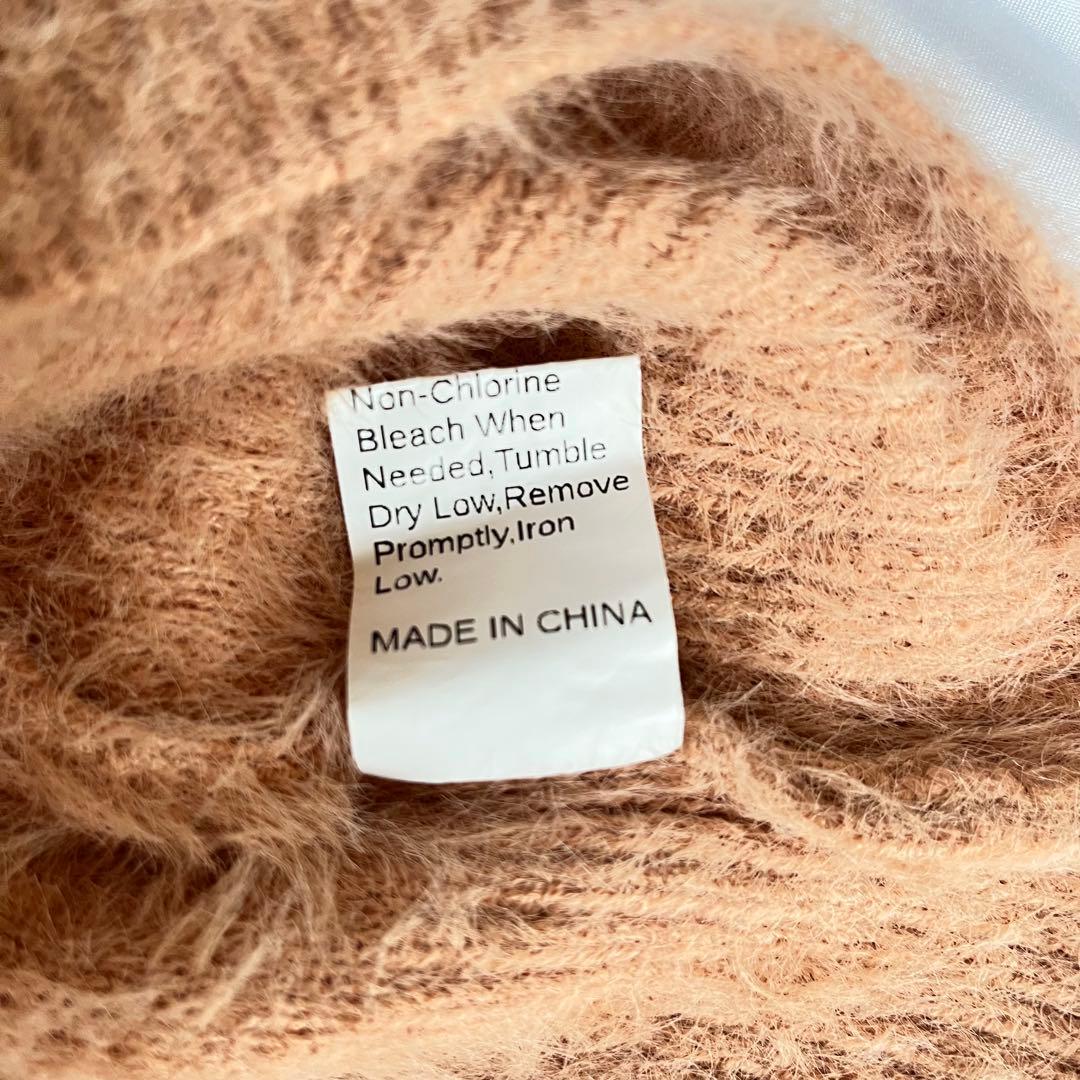 Non-Chlorine
Bleach When
Needed,Tumble
Dry Low,Remove
Promptly,Iron
Low.
MADE IN CHINA